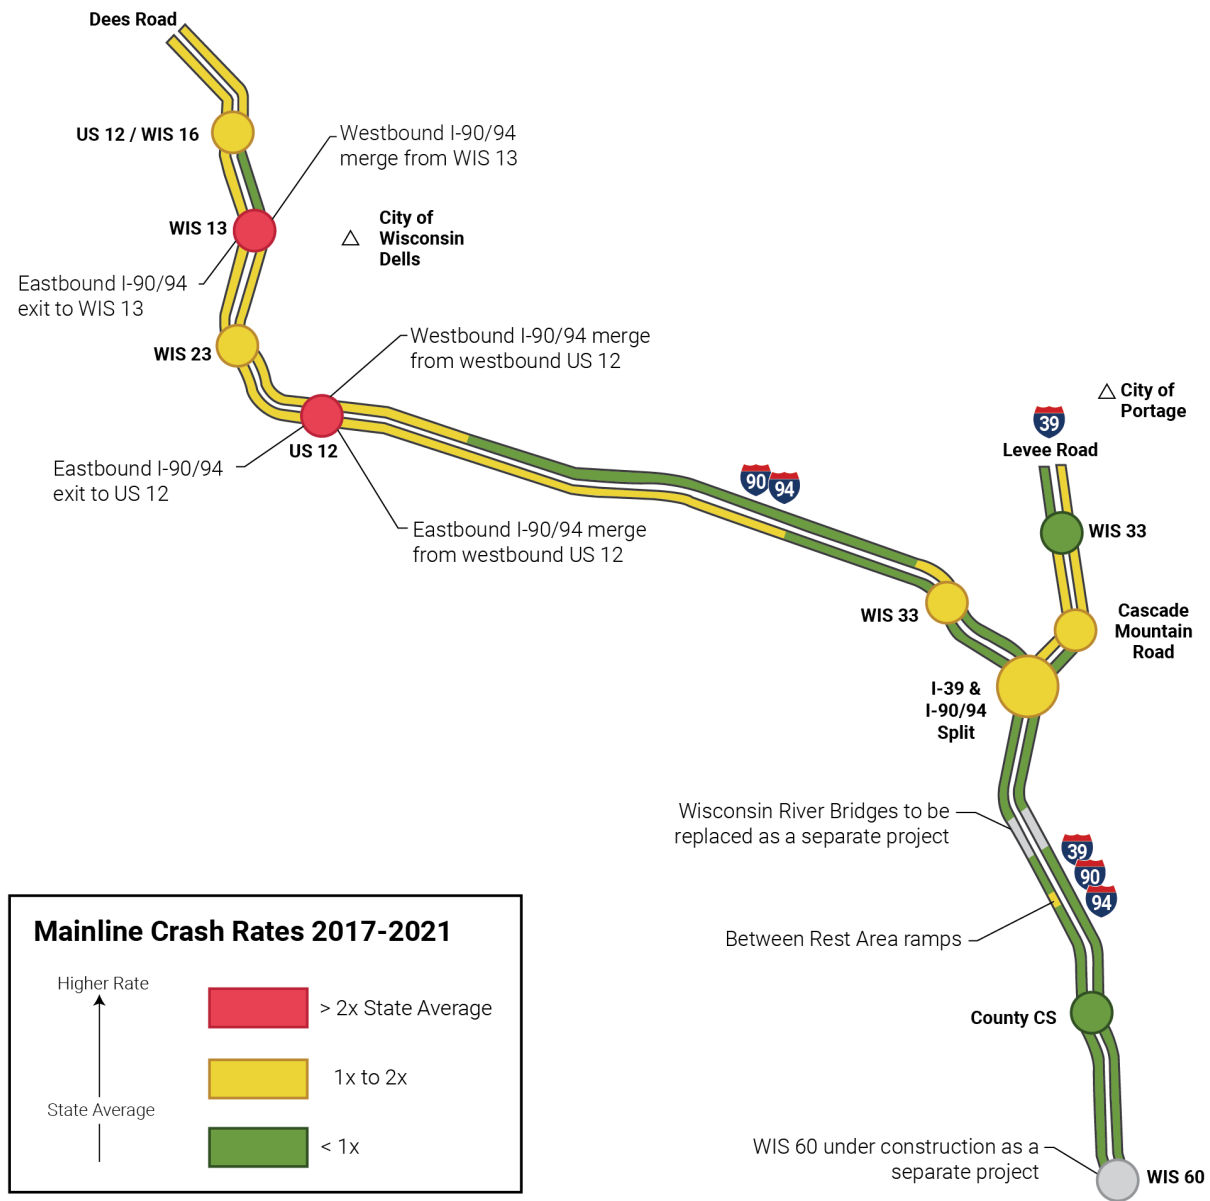 Dees Road
US 12 / WIS 16
Westbound I-90/94
merge from WIS 13
WIS 13
City of
Wisconsin
Dells
Eastbound I-90/94
exit to WIS 13
WIS 23
Westbound I-90/94 merge
from westbound US 12
US 12
Eastbound I-90/94
exit to US 12
Eastbound I-90/94 merge
from westbound US 12
90
94
City of
Portage
39
Levee Road
WIS 33
WIS 33
Cascade
Mountain
Road
I-39 &
I-90/94
Split
Wisconsin River Bridges to be
replaced as a separate project
39
90
94
Between Rest Area ramps
County CS
WIS 60 under construction as a
separate project
WIS 60
Mainline Crash Rates 2017-2021
Higher Rate
State Average
> 2x State Average
1x to 2x
< 1x